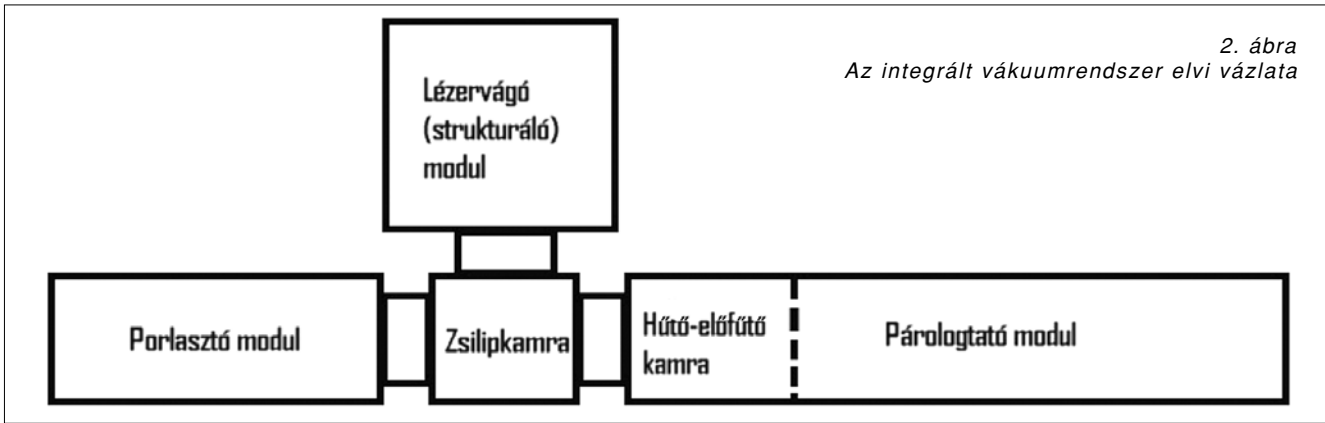 2. ábra
Az integrált vákuumrendszer elvi vázlata
Lézervágó
(strukturáló)
modul
Porlasztó modul
Zsilipkamra
Hűtő-előfűtő
kamra
Párologtató modul